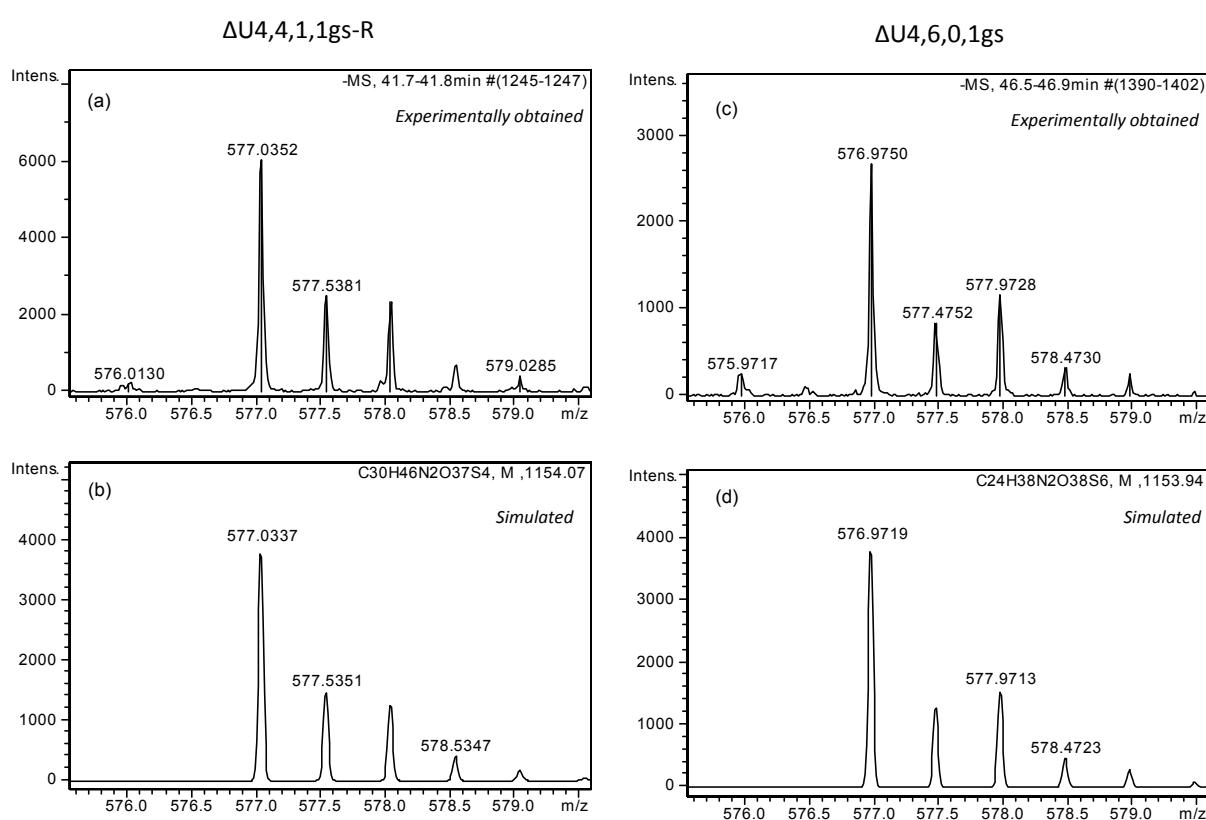 ΔU4,4,1,1gs-R
Intens.
-MS, 41.7-41.8min #(1245-1247)
(a)
Experimentally obtained
577.0352
6000
4000
577.5381
2000
576.0130
579.0285
0
576.0 576.5 577.0 577.5 578.0 578.5 579.0 m/z
Intens.
C30H46N2O37S4, M ,1154.07
(b)
Simulated
577.0337
4000
3000
577.5351
2000
1000
578.5347
0
576.0 576.5 577.0 577.5 578.0 578.5 579.0 m/z
ΔU4,6,0,1gs
Intens.
-MS, 46.5-46.9min #(1390-1402)
(c)
Experimentally obtained
3000
576.9750
2000
577.9728
1000
577.4752
578.4730
575.9717
0
576.0 576.5 577.0 577.5 578.0 578.5 579.0 m/z
Intens.
C24H38N2O38S6, M ,1153.94
(d)
Simulated
576.9719
4000
3000
577.9713
2000
1000
578.4723
0
576.0 576.5 577.0 577.5 578.0 578.5 579.0 m/z